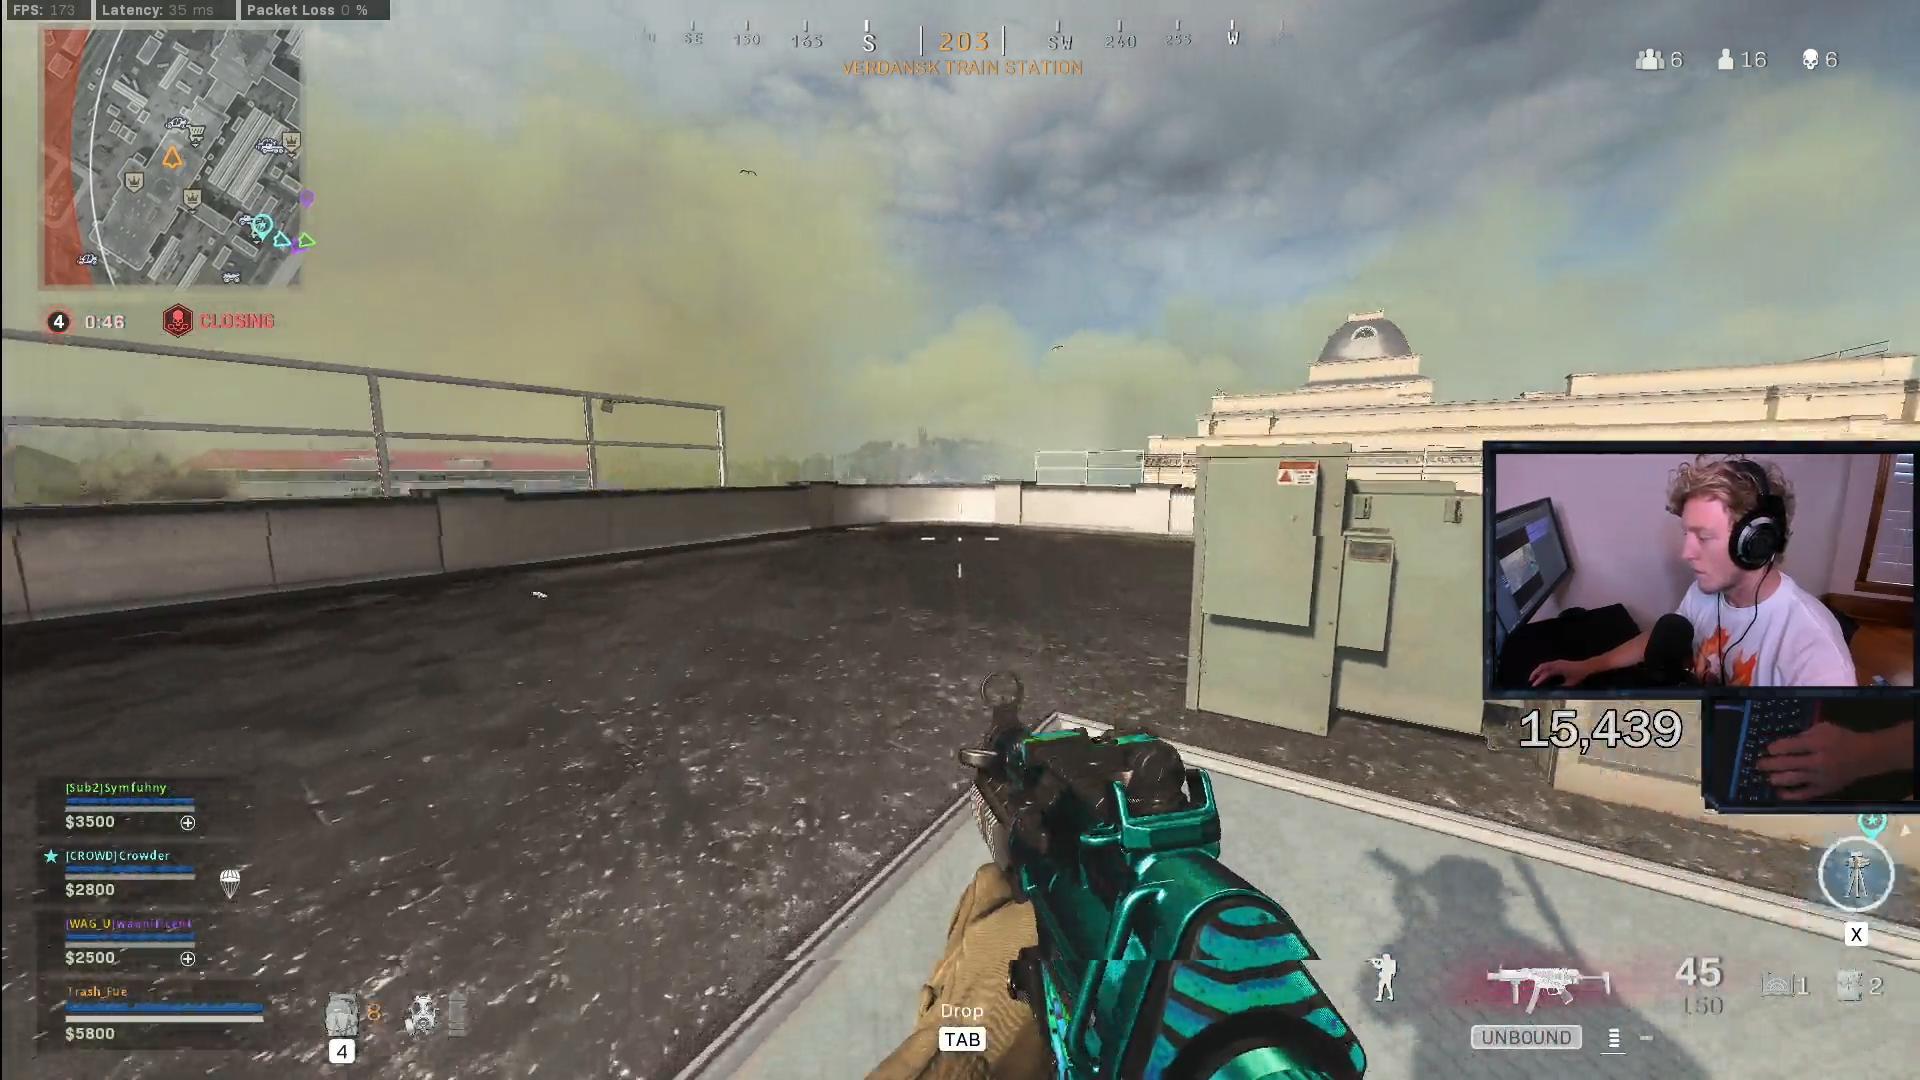 FPS: 173
Latency: 35 ms
Packet Loss 0 %
SE 150 165 S 203 SW 240 255 W
VERDANSK TRAIN STATION
6 16 6
4 0:46 CLOSING
15,439
[Sub2]Symfuhny
$3500
[CROWD]Crowder
$2800
$2500
Trash_Fue
$5800
8
4
Drop
TAB
X
45
150
1 2
UNBOUND